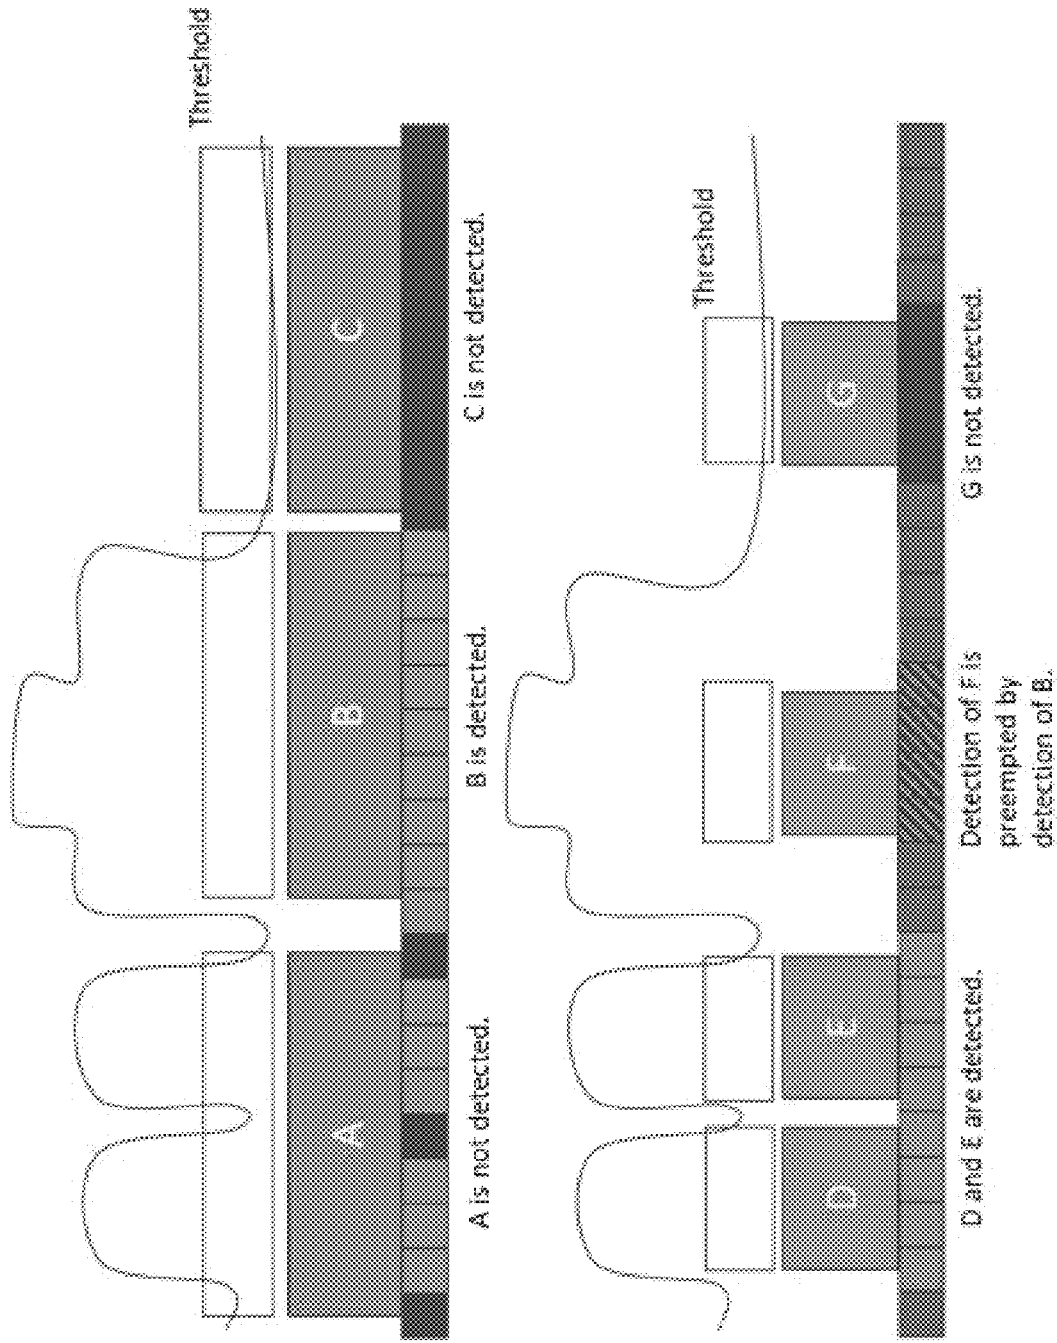 Threshold
A
B
C
A is not detected.
B is detected.
C is not detected.
Threshold
D
E
F
G
D and E are detected.
Detection of F is
preempted by
detection of B.
G is not detected.